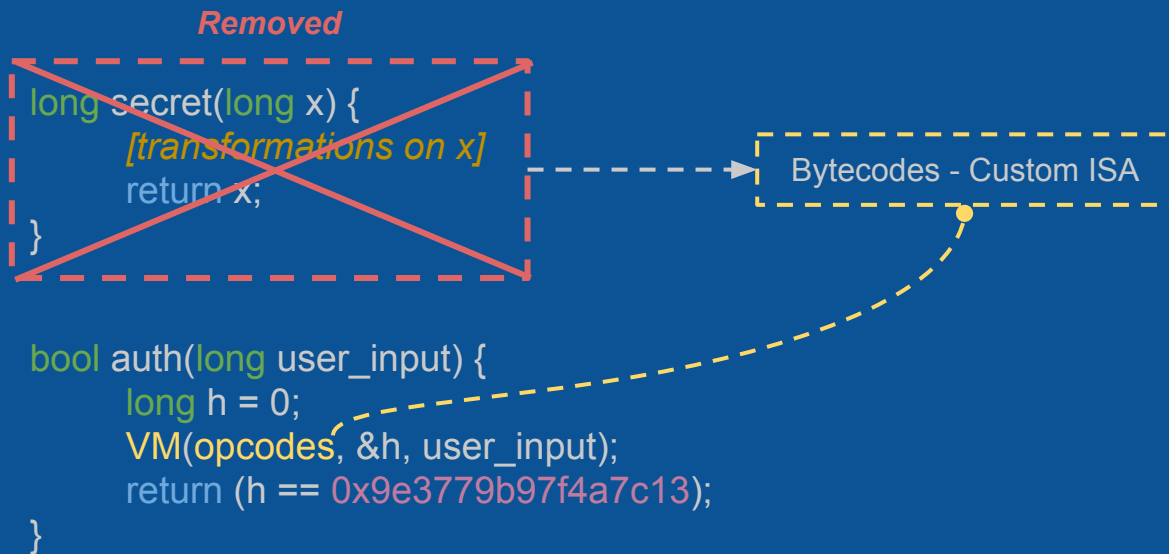 Removed
long secret(long x) {
[transformations on x]
return x;
}
Bytecodes - Custom ISA
bool auth(long user_input) {
long h = 0;
VM(opcodes, &h, user_input);
return (h == 0x9e3779b97f4a7c13);
}